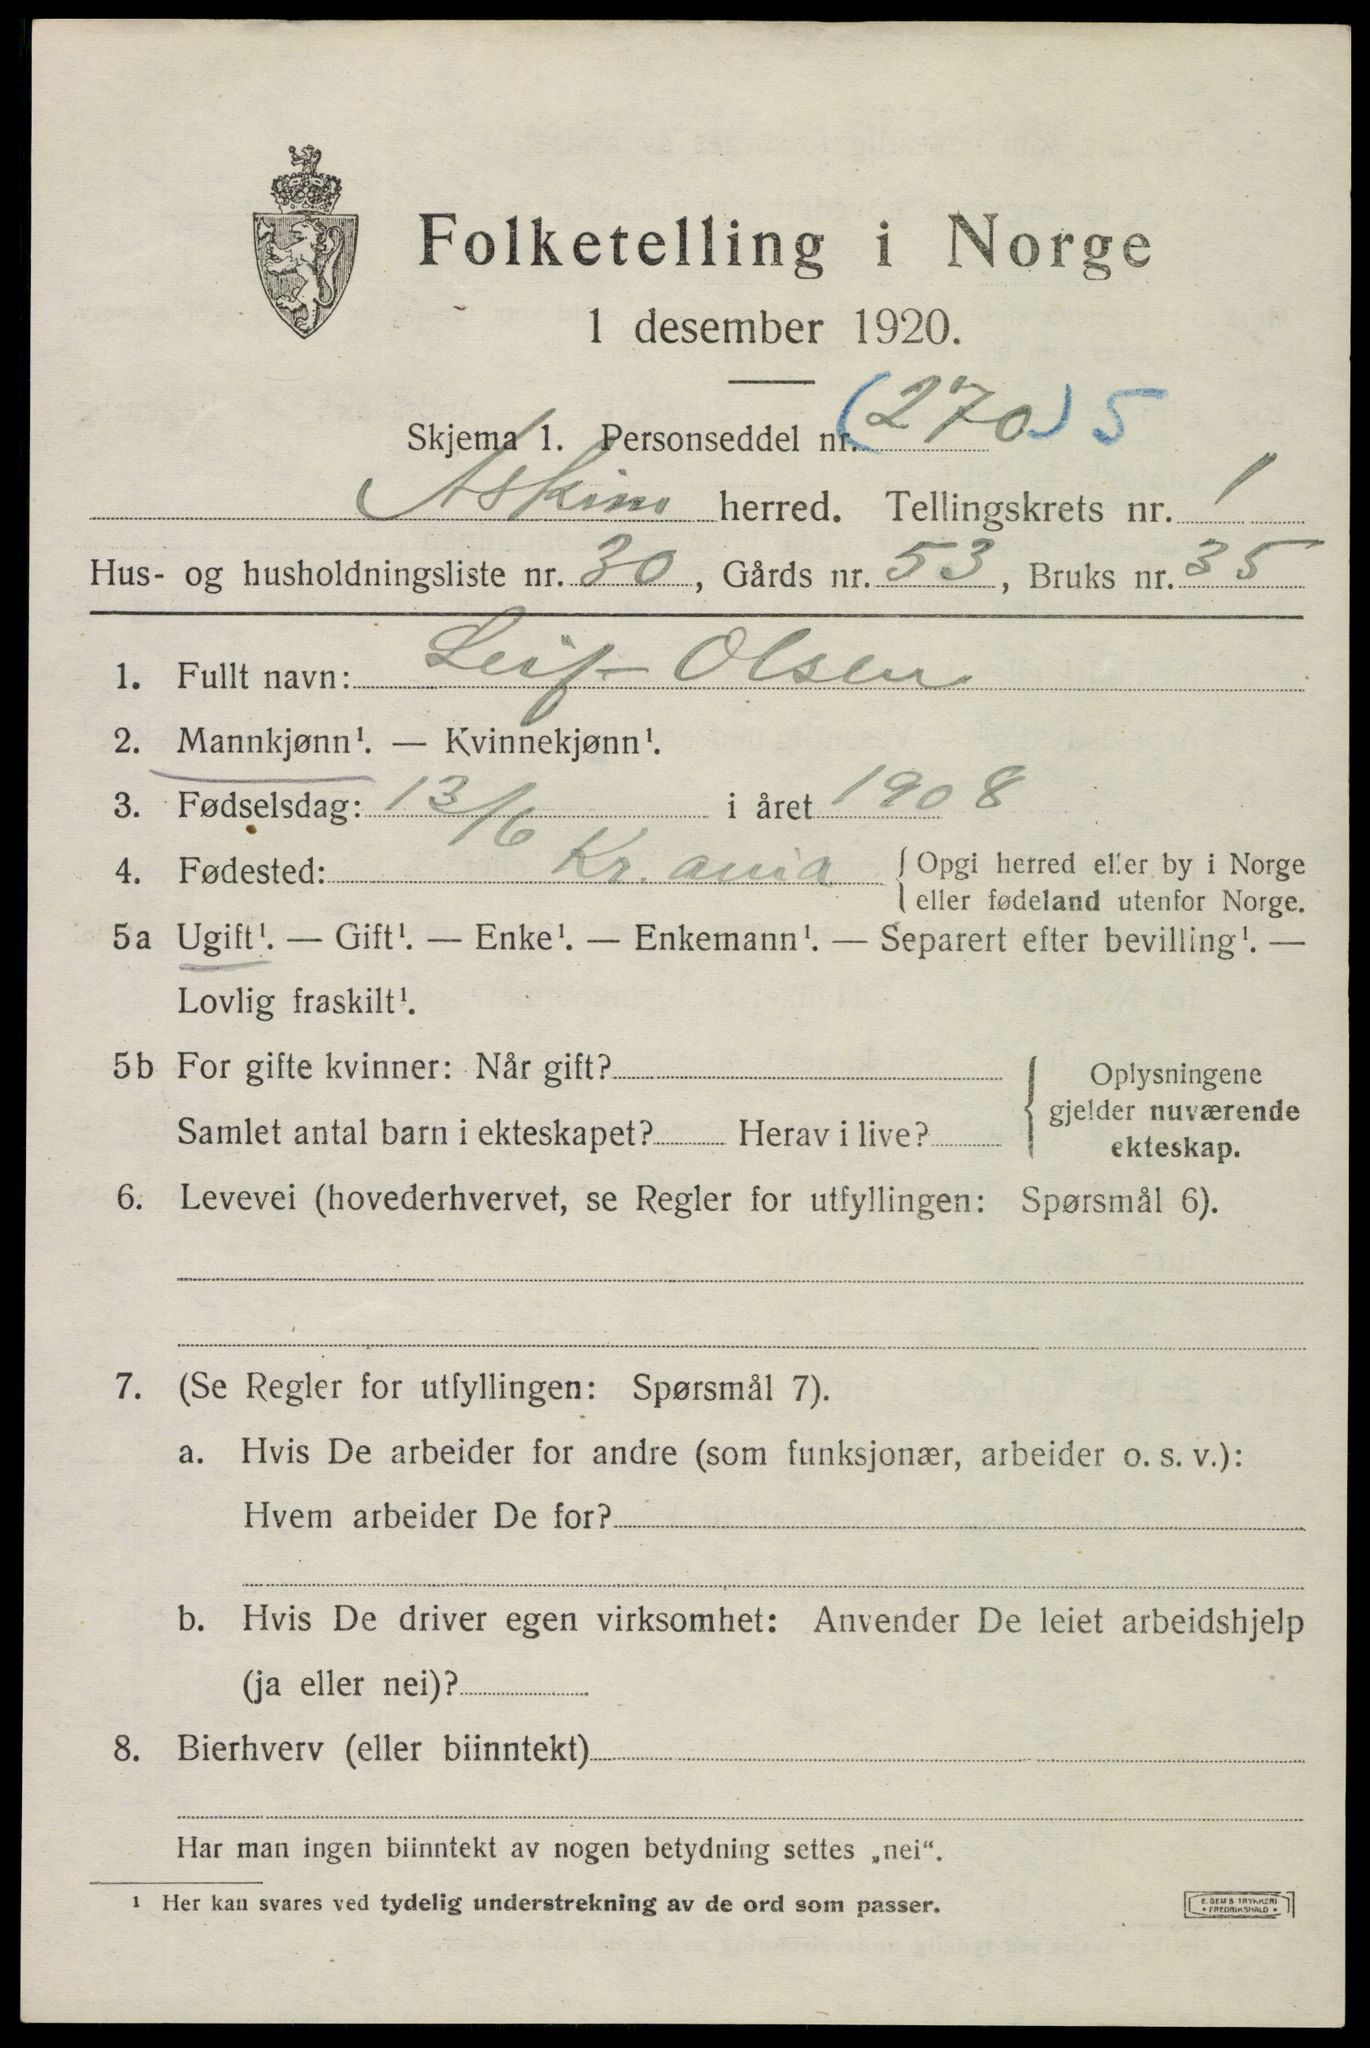 Folketelling i Norge
1 desember 1920.
Skjema 1. Personseddel nr. (270) 5
Askim herred. Tellingskrets nr. 1
Hus- og husholdningsliste nr. 30, Gårds nr. 53, Bruks nr. 35
1. Fullt navn: Leif Olsen
2. Mannkjønn¹. — Kvinnekjønn¹.
3. Fødselsdag: 13/6 i året 1908
4. Fødested: Kr.ania { Opgi herred eller by i Norge
eller fødeland utenfor Norge.
5a Ugift¹. — Gift¹. — Enke¹. — Enkemann¹. — Separert efter bevilling¹. —
Lovlig fraskilt¹.
5b For gifte kvinner: Når gift? { Oplysningene
gjelder nuværende
Samlet antal barn i ekteskapet? Herav i live?
ekteskap.
6. Levevei (hovederhvervet, se Regler for utfyllingen: Spørsmål 6).
7. (Se Regler for utfyllingen: Spørsmål 7).
a. Hvis De arbeider for andre (som funksjonær, arbeider o. s. v.):
Hvem arbeider De for?
b. Hvis De driver egen virksomhet: Anvender De leiet arbeidshjelp
(ja eller nei)?
8. Bierhverv (eller biinntekt)
Har man ingen biinntekt av nogen betydning settes „nei“.
¹ Her kan svares ved tydelig understrekning av de ord som passer.
E. SEMS TRYKKERI
• FREDRIKSHALD •